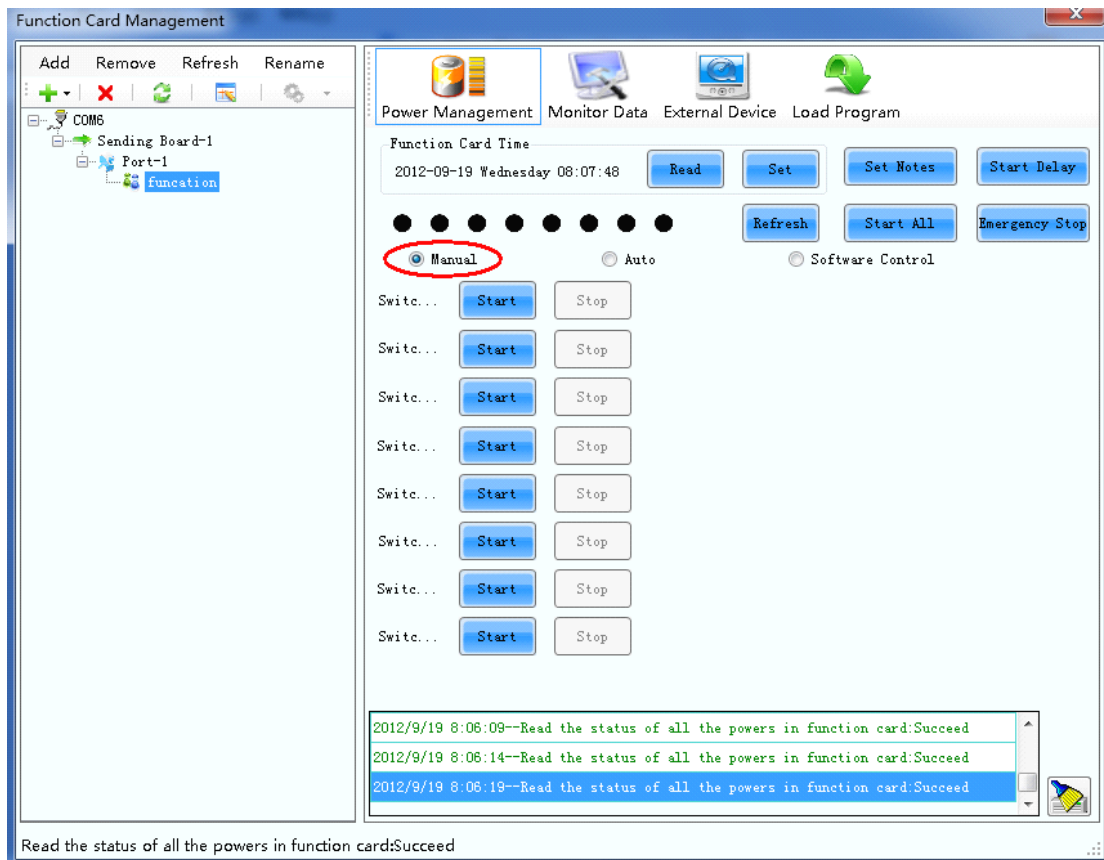 Function Card Management
Add Remove Refresh Rename
COM6
Sending Board-1
Port-1
funcation
Power Management Monitor Data External Device Load Program
Function Card Time
2012-09-19 Wednesday 08:07:48 Read Set Set Notes Start Delay
Refresh Start All Emergency Stop
Manual Auto Software Control
Switc... Start Stop
Switc... Start Stop
Switc... Start Stop
Switc... Start Stop
Switc... Start Stop
Switc... Start Stop
Switc... Start Stop
Switc... Start Stop
2012/9/19 8:06:09--Read the status of all the powers in function card:Succeed
2012/9/19 8:06:14--Read the status of all the powers in function card:Succeed
2012/9/19 8:06:19--Read the status of all the powers in function card:Succeed
Read the status of all the powers in function card:Succeed